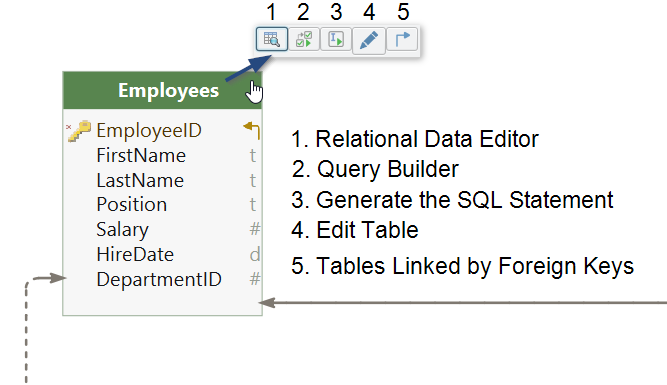 1 2 3 4 5
Employees
EmployeeID
FirstName t
LastName t
Position t
Salary #
HireDate d
DepartmentID #
1. Relational Data Editor
2. Query Builder
3. Generate the SQL Statement
4. Edit Table
5. Tables Linked by Foreign Keys